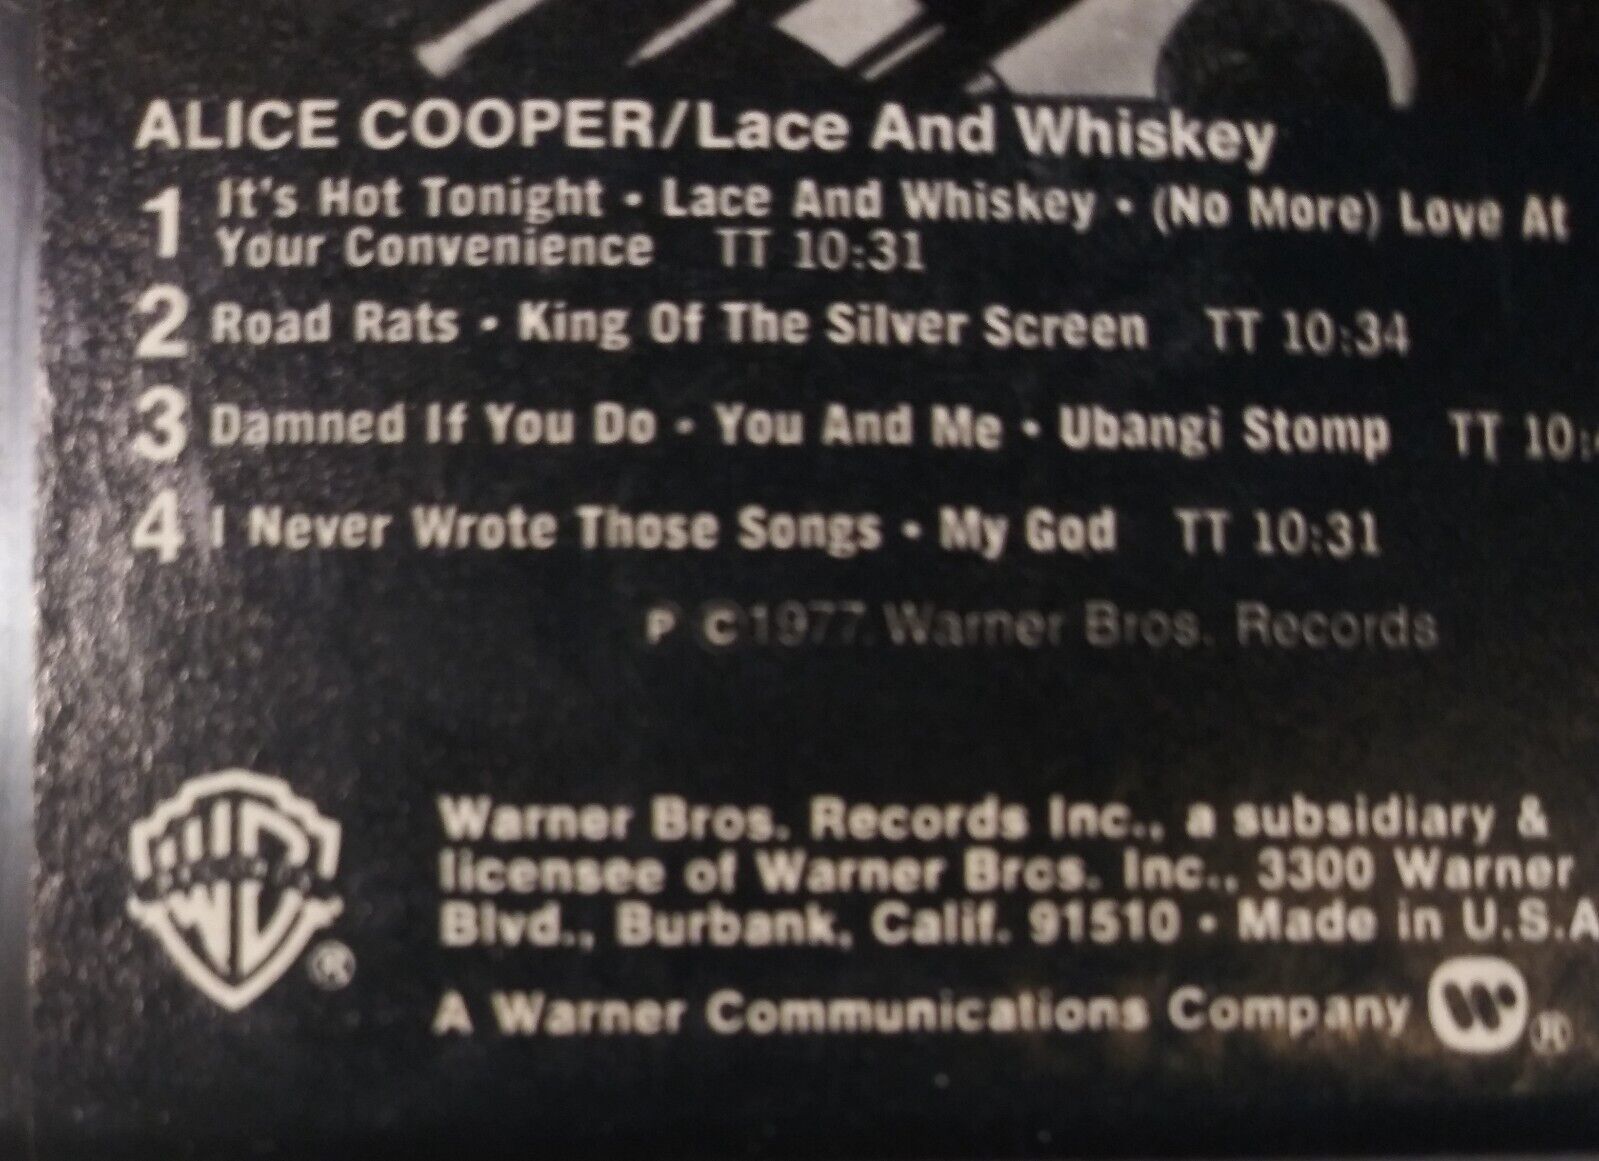 ALICE COOPER/Lace And Whiskey
1 It's Hot Tonight • Lace And Whiskey • (No More) Love At
Your Convenience TT 10:31
2 Road Rats • King Of The Silver Screen TT 10:34
3 Damned If You Do • You And Me • Ubangi Stomp TT 10:
4 I Never Wrote Those Songs • My God TT 10:31
P C 1977 Warner Bros. Records
Warner Bros. Records Inc., a subsidiary &
licensee of Warner Bros. Inc., 3300 Warner
Blvd., Burbank, Calif. 91510 • Made in U.S.A
A Warner Communications Company W ®
WB ®